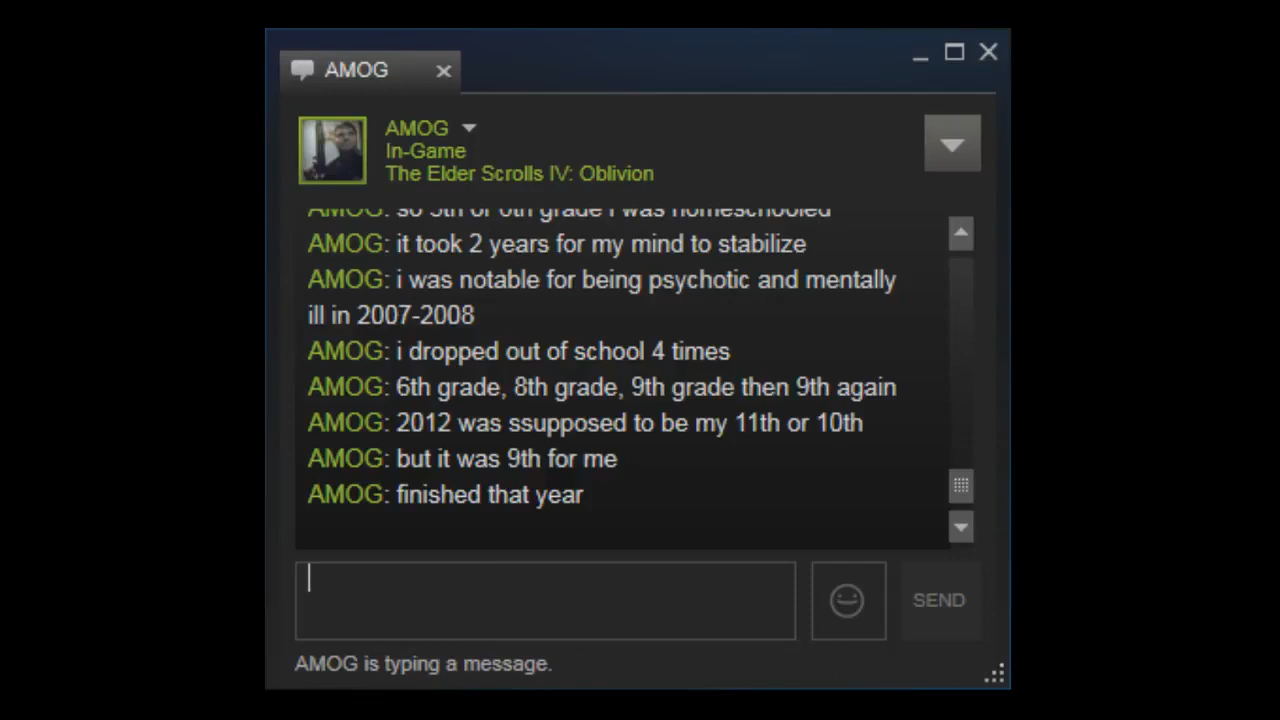 AMOG
AMOG
In-Game
The Elder Scrolls IV: Oblivion
AMOG: so 5th or 6th grade i was homeschooled
AMOG: it took 2 years for my mind to stabilize
AMOG: i was notable for being psychotic and mentally
ill in 2007-2008
AMOG: i dropped out of school 4 times
AMOG: 6th grade, 8th grade, 9th grade then 9th again
AMOG: 2012 was ssupposed to be my 11th or 10th
AMOG: but it was 9th for me
AMOG: finished that year
SEND
AMOG is typing a message.